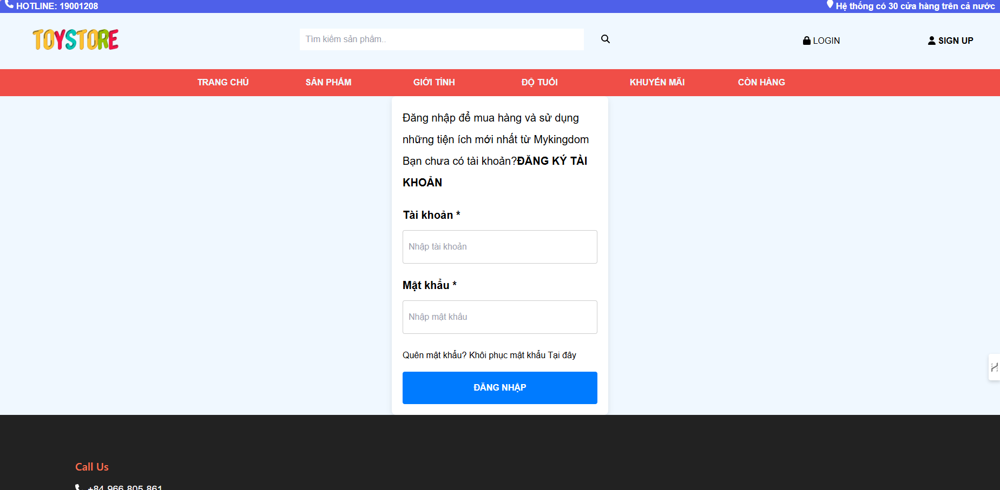 HOTLINE: 19001208
Hệ thống có 30 cửa hàng trên cả nước
TOYSTORE
Tìm kiếm sản phẩm..
LOGIN
SIGN UP
TRANG CHỦ
SẢN PHẨM
GIỚI TÍNH
ĐỘ TUỔI
KHUYẾN MÃI
CÒN HÀNG
Đăng nhập để mua hàng và sử dụng
những tiện ích mới nhất từ Mykingdom
Bạn chưa có tài khoản?ĐĂNG KÝ TÀI
KHOẢN
Tài khoản *
Nhập tài khoản
Mật khẩu *
Nhập mật khẩu
Quên mật khẩu? Khôi phục mật khẩu Tại đây
ĐĂNG NHẬP
Call Us
+84 966 805 861